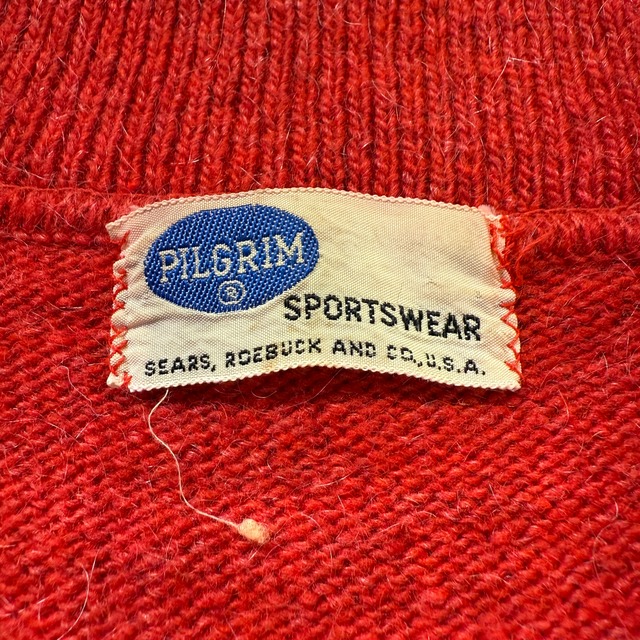 PILGRIM
®
SPORTSWEAR
SEARS, ROEBUCK AND CO., U.S.A.